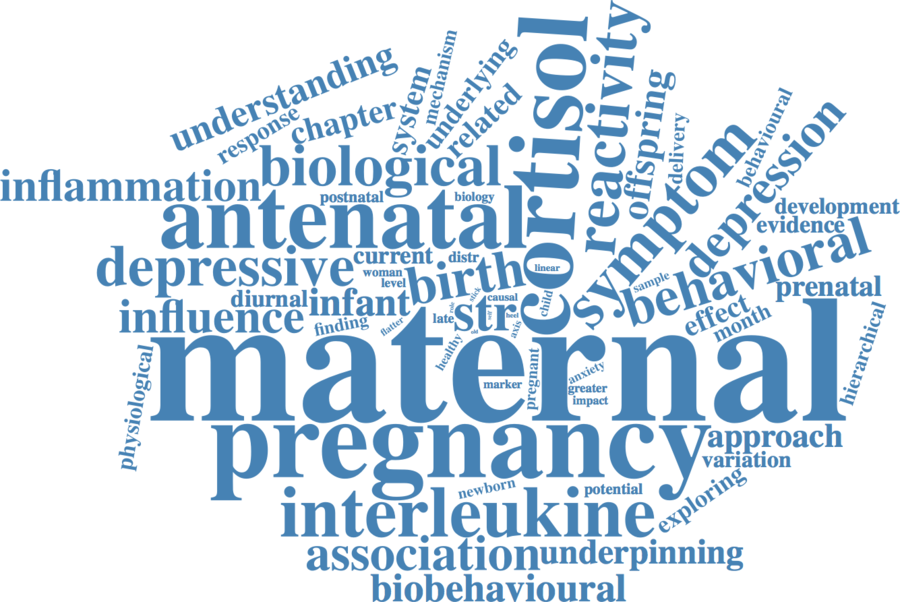 understanding
response
chapter
system
mechanism
underlying
related
cortisol
reactivity
offspring
delivery
symptom
behavioural
depression
inflammation
biological
postnatal
biology
antenatal
development
evidence
behavioral
depressive
current
distr
woman
level
birth
linear
sample
prenatal
influence
diurnal
infant
finding
flatter
late
str
causal
heel
axis
child
effect
month
hierarchical
healthy
physiological
maternal
marker
pregnant
anxiety
greater
impact
pregnancy
approach
variation
exploring
newborn
potential
interleukine
association
underpinning
biobehavioural